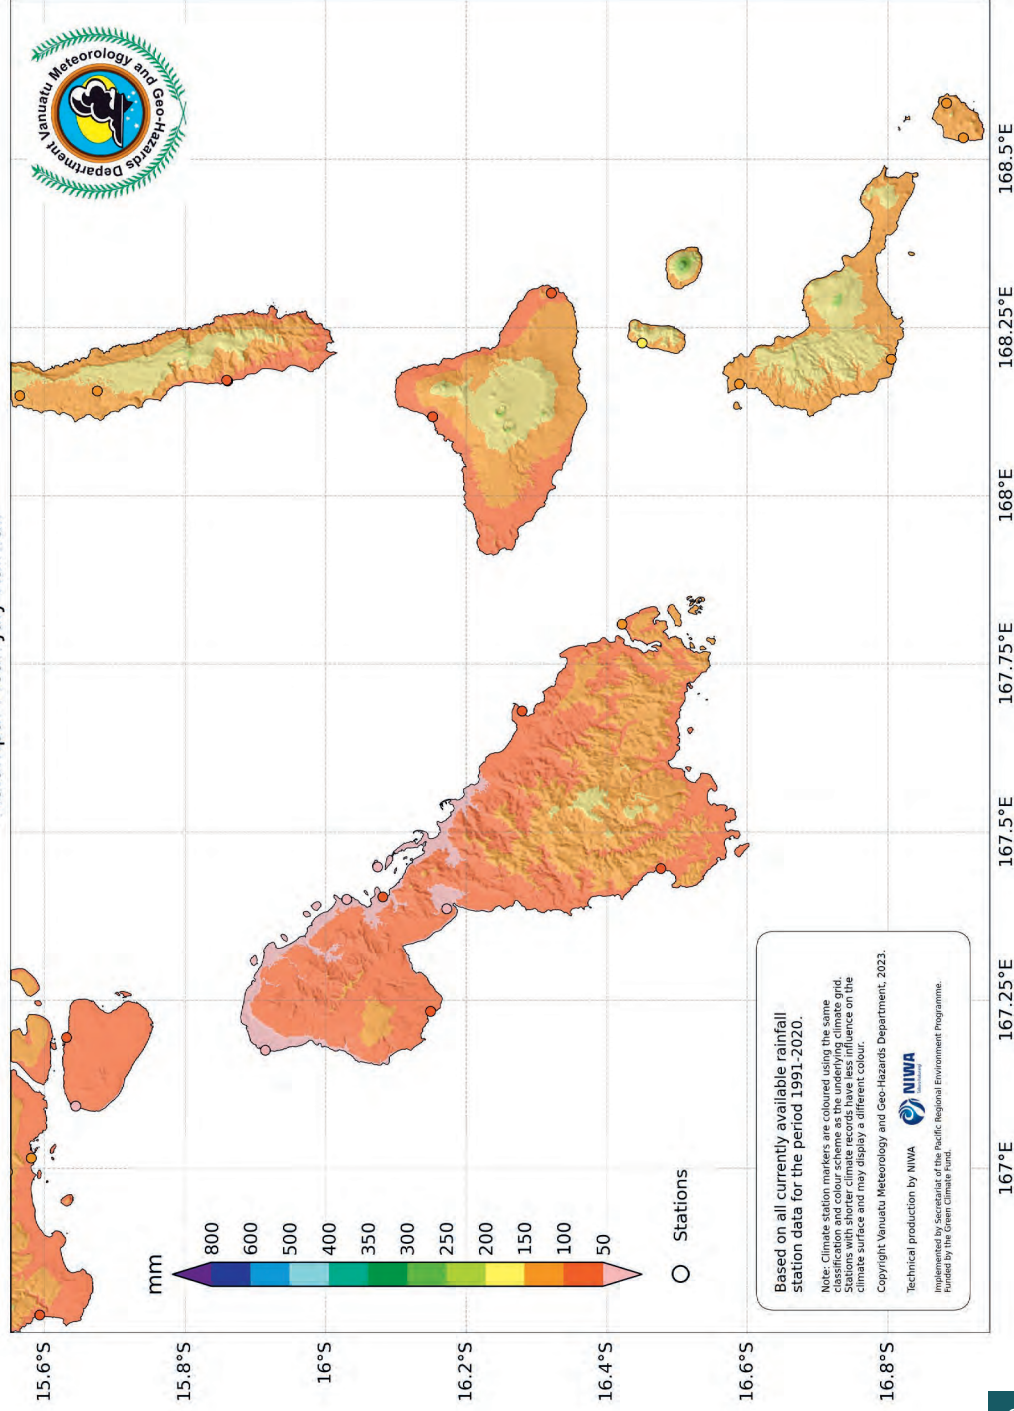 Vanuatu Meteorology and Geo-Hazards Department
mm
800
600
500
400
350
300
250
200
150
100
50
Stations
Based on all currently available rainfall
station data for the period 1991-2020.
Note: Climate station markers are coloured using the same
classification and colour scheme as the underlying climate grid.
Stations with shorter climate records have less influence on the
climate surface and may display a different colour.
Copyright Vanuatu Meteorology and Geo-Hazards Department, 2023.
Technical production by NIWA
NIWA
Implemented by Secretariat of the Pacific Regional Environment Programme.
Funded by the Green Climate Fund.
15.6°S
15.8°S
16°S
16.2°S
16.4°S
16.6°S
16.8°S
167°E
167.25°E
167.5°E
167.75°E
168°E
168.25°E
168.5°E